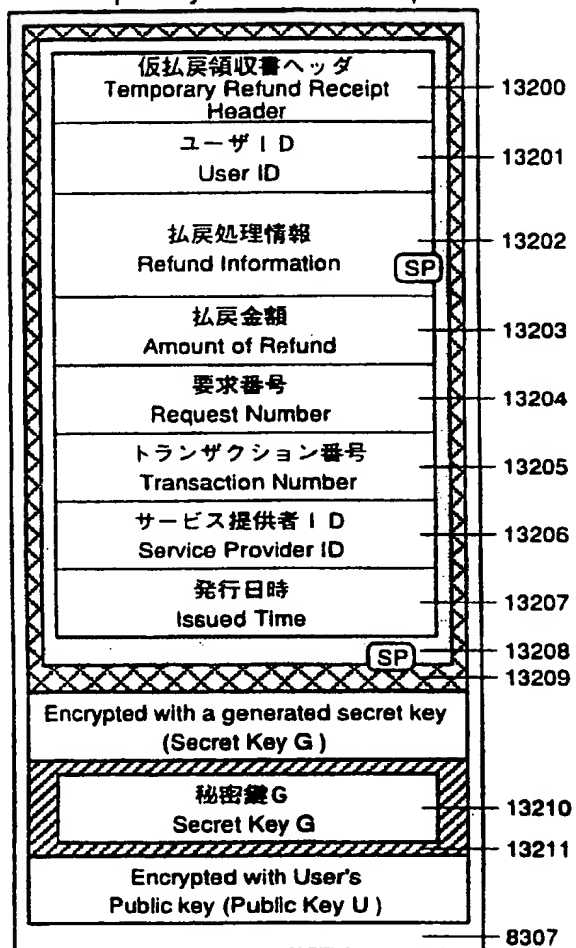 仮払戻領収書ヘッダ
Temporary Refund Receipt
Header
13200
ユーザID
User ID
13201
払戻処理情報
Refund Information
SP
13202
払戻金額
Amount of Refund
13203
要求番号
Request Number
13204
トランザクション番号
Transaction Number
13205
サービス提供者ID
Service Provider ID
13206
発行日時
Issued Time
13207
SP
13208
13209
Encrypted with a generated secret key
(Secret Key G )
秘密鍵G
Secret Key G
13210
13211
Encrypted with User's
Public key (Public Key U )
8307